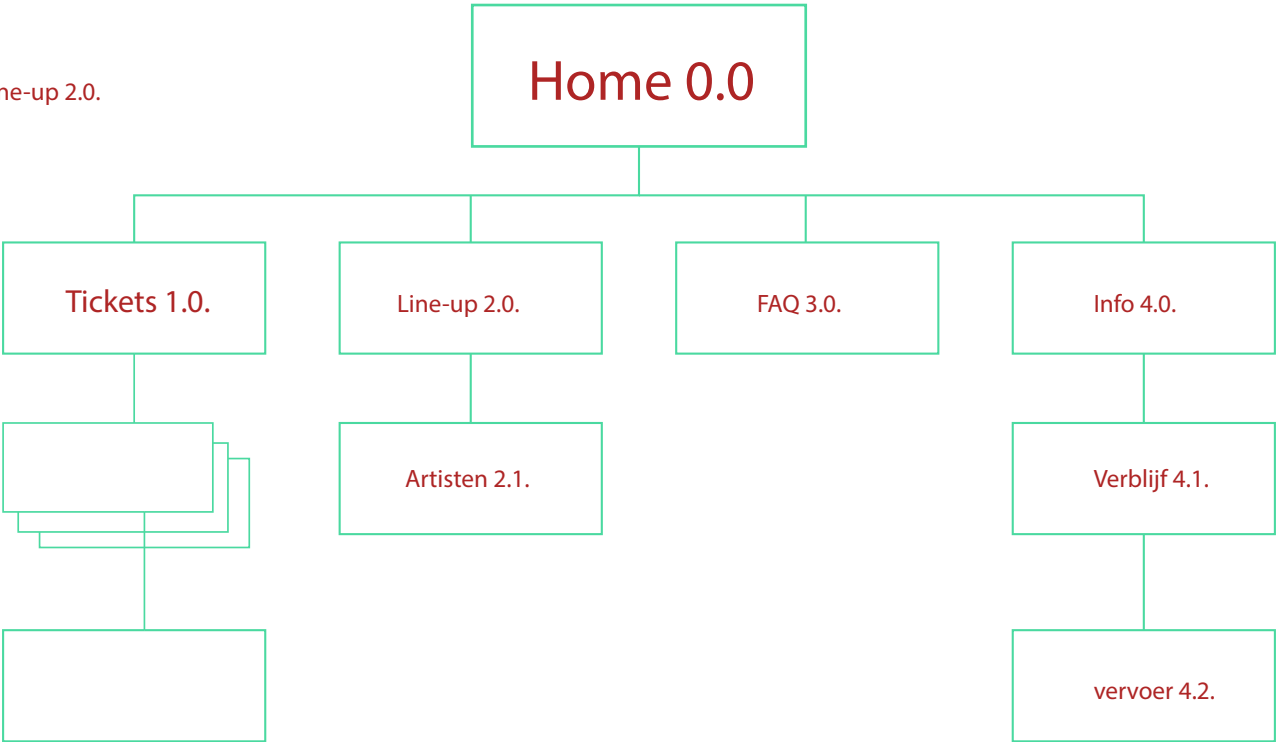 Home 0.0
ne-up 2.0.
Tickets 1.0.
Line-up 2.0.
FAQ 3.0.
Info 4.0.
Artisten 2.1.
Verblijf 4.1.
vervoer 4.2.